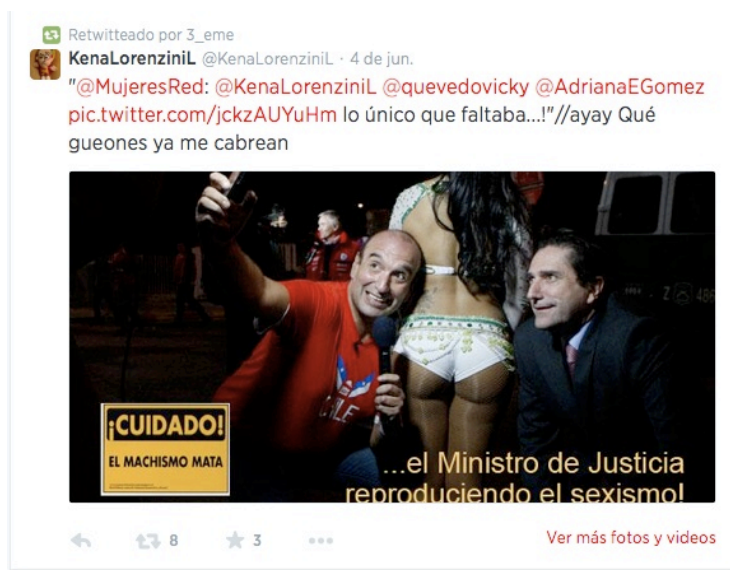 Retwitteado por 3_eme
KenaLorenziniL @KenaLorenziniL · 4 de jun.
"@MujeresRed: @KenaLorenziniL @quevedovicky @AdrianaEGomez
pic.twitter.com/jckzAUYuHm lo único que faltaba...!"//ayay Qué
gueones ya me cabrean
CHILE
Z 486
¡CUIDADO!
EL MACHISMO MATA
...el Ministro de Justicia
reproduciendo el sexismo!
8 3
Ver más fotos y videos